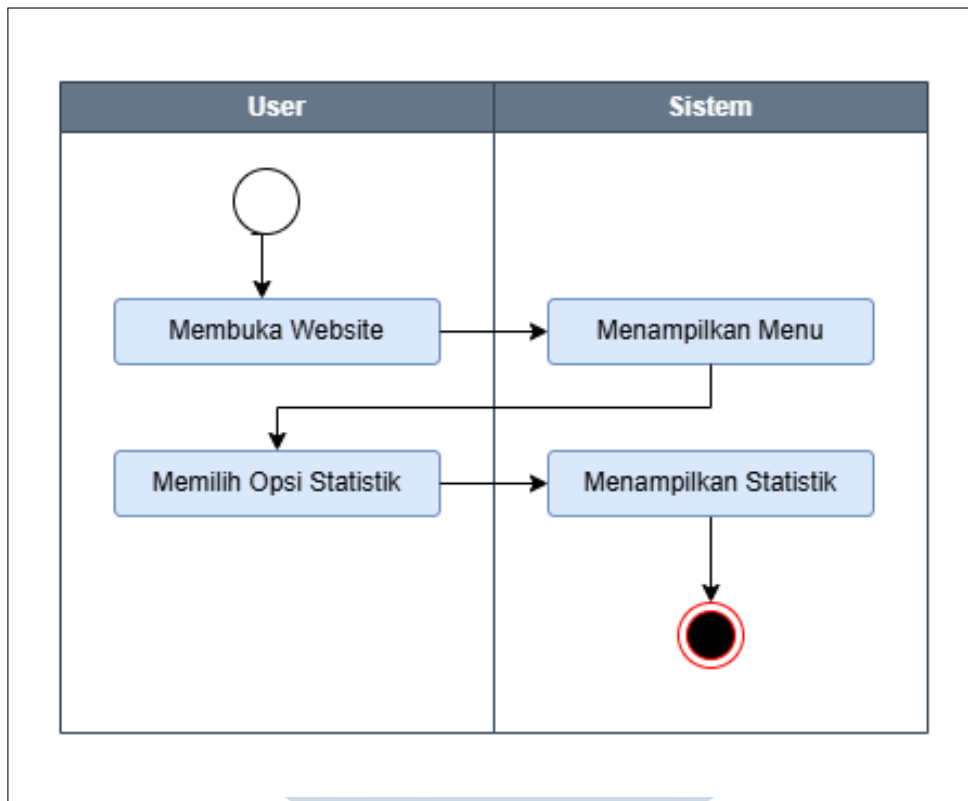 User
Sistem
Membuka Website
Menampilkan Menu
Memilih Opsi Statistik
Menampilkan Statistik